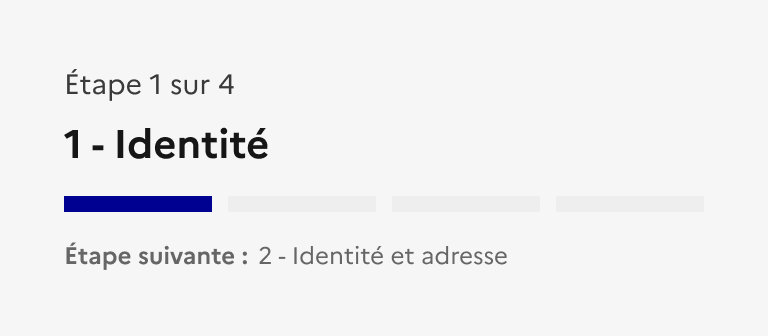 Étape 1 sur 4
1 - Identité
Étape suivante : 2 - Identité et adresse